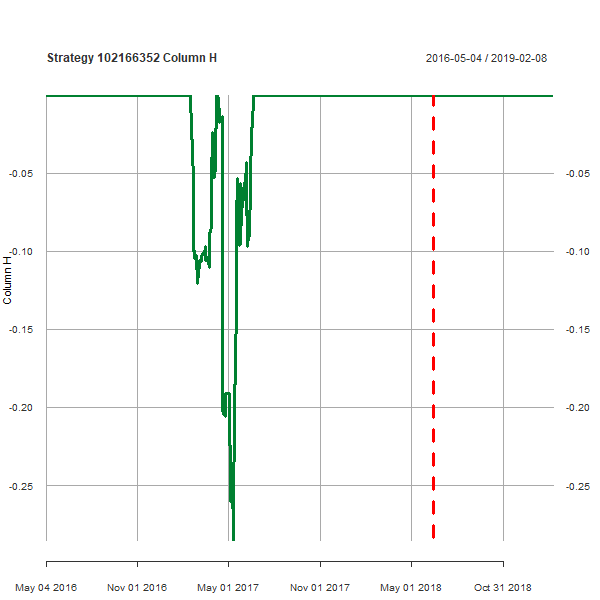 Strategy 102166352 Column H 2016-05-04 / 2019-02-08
-0.05 -0.05
-0.10 -0.10
Column H
-0.15 -0.15
-0.20 -0.20
-0.25 -0.25
May 04 2016 Nov 01 2016 May 01 2017 Nov 01 2017 May 01 2018 Oct 31 2018